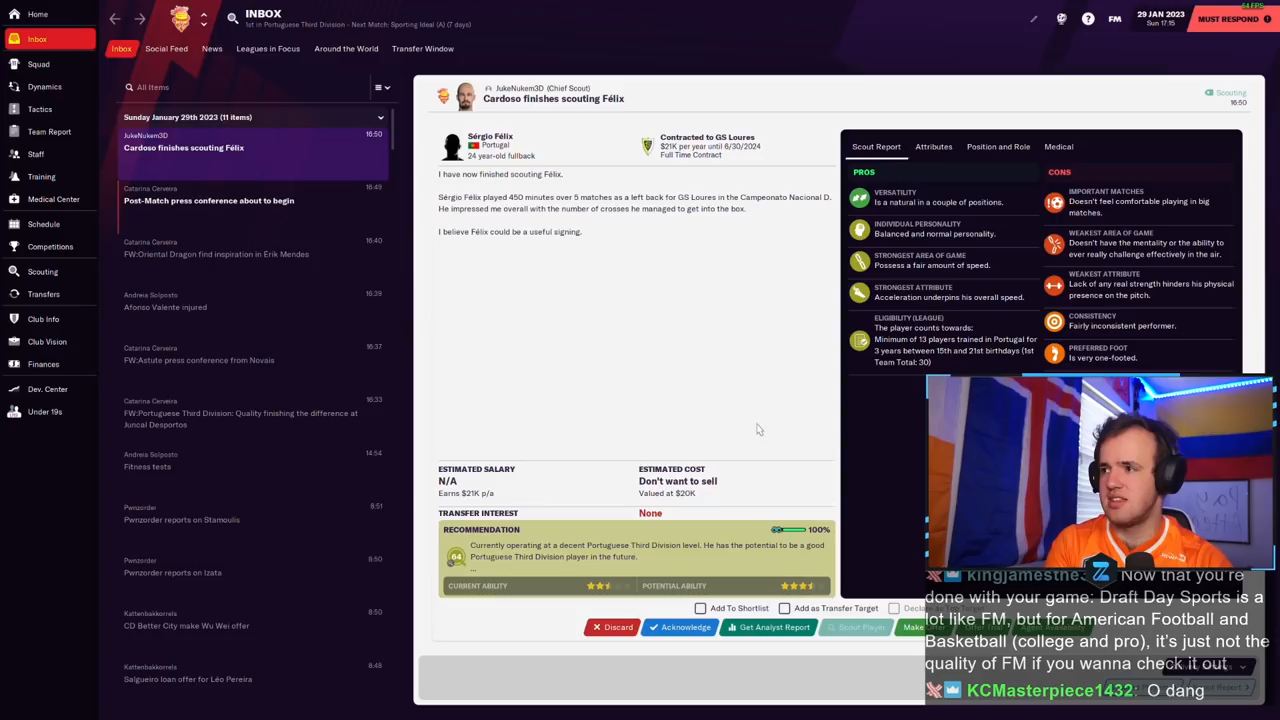 Home
INBOX
1st in Portuguese Third Division - Next Match: Sporting Ideal (A) (7 days)
FM
29 JAN 2023
Sun 17:15
MUST RESPOND
54 FPS
Inbox
Squad
Dynamics
Tactics
Team Report
Staff
Training
Medical Center
Schedule
Competitions
Scouting
Transfers
Club Info
Club Vision
Finances
Dev. Center
Under 19s
Inbox
Social Feed
News
Leagues in Focus
Around the World
Transfer Window
All Items
Sunday January 29th 2023 (11 items)
JukeNukem3D
16:50
Cardoso finishes scouting Félix
Catarina Cerveira
16:49
Post-Match press conference about to begin
Catarina Cerveira
16:40
FW:Oriental Dragon find inspiration in Erik Mendes
Andreia Solposto
16:39
Afonso Valente injured
Catarina Cerveira
16:37
FW:Astute press conference from Novais
Catarina Cerveira
16:33
FW:Portuguese Third Division: Quality finishing the difference at
Juncal Desportos
Andreia Solposto
14:54
Fitness tests
Pwnzorder
8:51
Pwnzorder reports on Stamoulis
Pwnzorder
8:50
Pwnzorder reports on Izata
Kattenbakkorrels
8:50
CD Better City make Wu Wei offer
Kattenbakkorrela
8:48
Salgueiro loan offer for Léo Pereira
JukeNukem3D (Chief Scout)
Cardoso finishes scouting Félix
Scouting
16:50
Sérgio Félix
Portugal
24 year-old fullback
Contracted to GS Loures
$21K per year until 6/30/2024
Full Time Contract
I have now finished scouting Félix.
Sérgio Félix played 450 minutes over 5 matches as a left back for GS Loures in the Campeonato Nacional D.
He impressed me overall with the number of crosses he managed to get into the box.
I believe Félix could be a useful signing.
ESTIMATED SALARY
N/A
Earns $21K p/a
ESTIMATED COST
Don't want to sell
Valued at $20K
TRANSFER INTEREST
None
RECOMMENDATION
100%
64
Currently operating at a decent Portuguese Third Division level. He has the potential to be a good
Portuguese Third Division player in the future.
...
CURRENT ABILITY
POTENTIAL ABILITY
Add To Shortlist
Add as Transfer Target
Discard
Acknowledge
Get Analyst Report
Scout Player
Scout Report
Attributes
Position and Role
Medical
PROS
VERSATILITY
Is a natural in a couple of positions.
INDIVIDUAL PERSONALITY
Balanced and normal personality.
STRONGEST AREA OF GAME
Possess a fair amount of speed.
STRONGEST ATTRIBUTE
Acceleration underpins his overall speed.
ELIGIBILITY (LEAGUE)
The player counts towards:
Minimum of 13 players trained in Portugal for
3 years between 15th and 21st birthdays (1st
Team Total: 30)
CONS
IMPORTANT MATCHES
Doesn't feel comfortable playing in big
matches.
WEAKEST AREA OF GAME
Doesn't have the mentality or the ability to
ever really challenge effectively in the air.
WEAKEST ATTRIBUTE
Lack of any real strength hinders his physical
presence on the pitch.
CONSISTENCY
Fairly inconsistent performer.
PREFERRED FOOT
Is very one-footed.
Now that you're
done with your game: Draft Day Sports is a
lot like FM, but for American Football and
Basketball (college and pro), it's just not the
quality of FM if you wanna check it out
KCMasterpiece1432: O dang